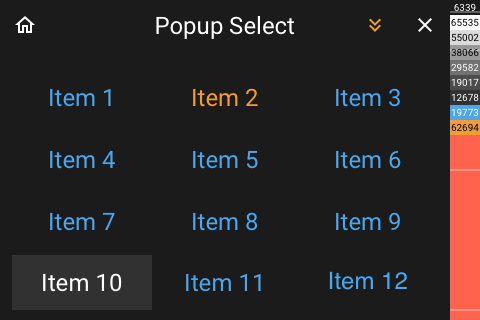 Popup Select
Item 1 Item 2 Item 3
Item 4 Item 5 Item 6
Item 7 Item 8 Item 9
Item 10 Item 11 Item 12
6339
65535
55002
38066
29582
19017
12678
19773
62694